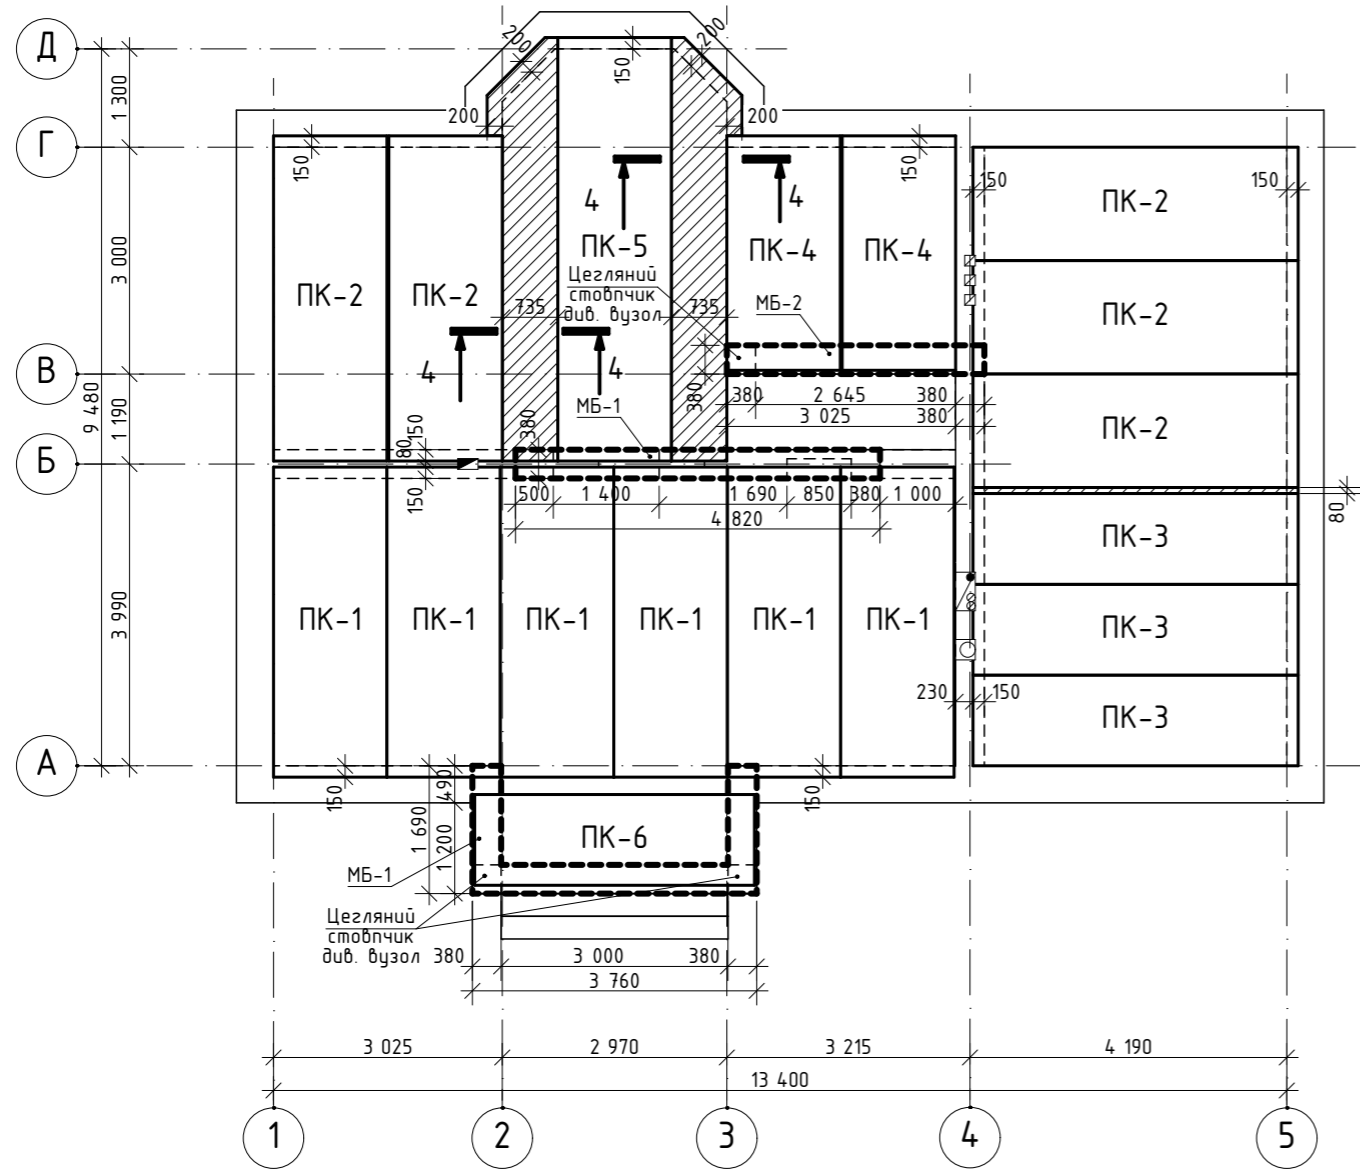 Д
200
200
150
1 300
200
200
Г
150
150
150
150
4
4
ПК-2
3 000
ПК-5
ПК-4
ПК-4
Цегляний
стовпчик
див. вузол
ПК-2
ПК-2
735
735
МБ-2
ПК-2
4
4
В
380
380
2 645
380
МБ-1
3 025
380
9 480
1 190
150
380
80
ПК-2
Б
150
500
1 400
1 690
850
380
1 000
4 820
80
ПК-3
3 990
ПК-1
ПК-1
ПК-1
ПК-1
ПК-1
ПК-1
ПК-3
230
150
ПК-3
А
150
490
150
1 690
1 200
ПК-6
МБ-1
Цегляний
стовпчик
див. вузол
380
3 000
380
3 760
3 025
2 970
3 215
4 190
13 400
1
2
3
4
5